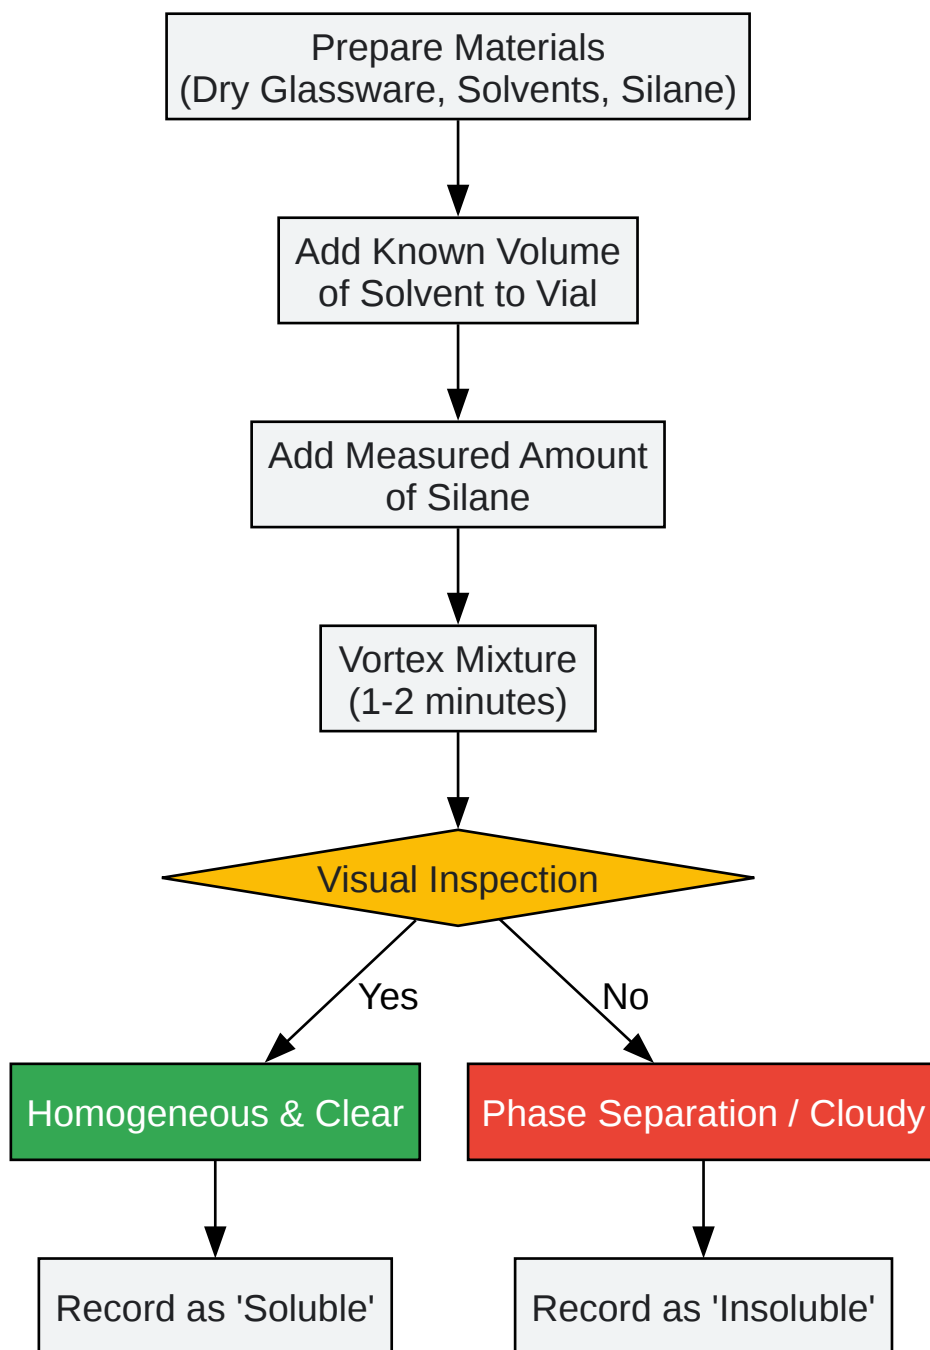 Prepare Materials
(Dry Glassware, Solvents, Silane)
Add Known Volume
of Solvent to Vial
Add Measured Amount
of Silane
Vortex Mixture
(1-2 minutes)
Visual Inspection
Yes
No
Homogeneous & Clear
Phase Separation / Cloudy
Record as 'Soluble'
Record as 'Insoluble'